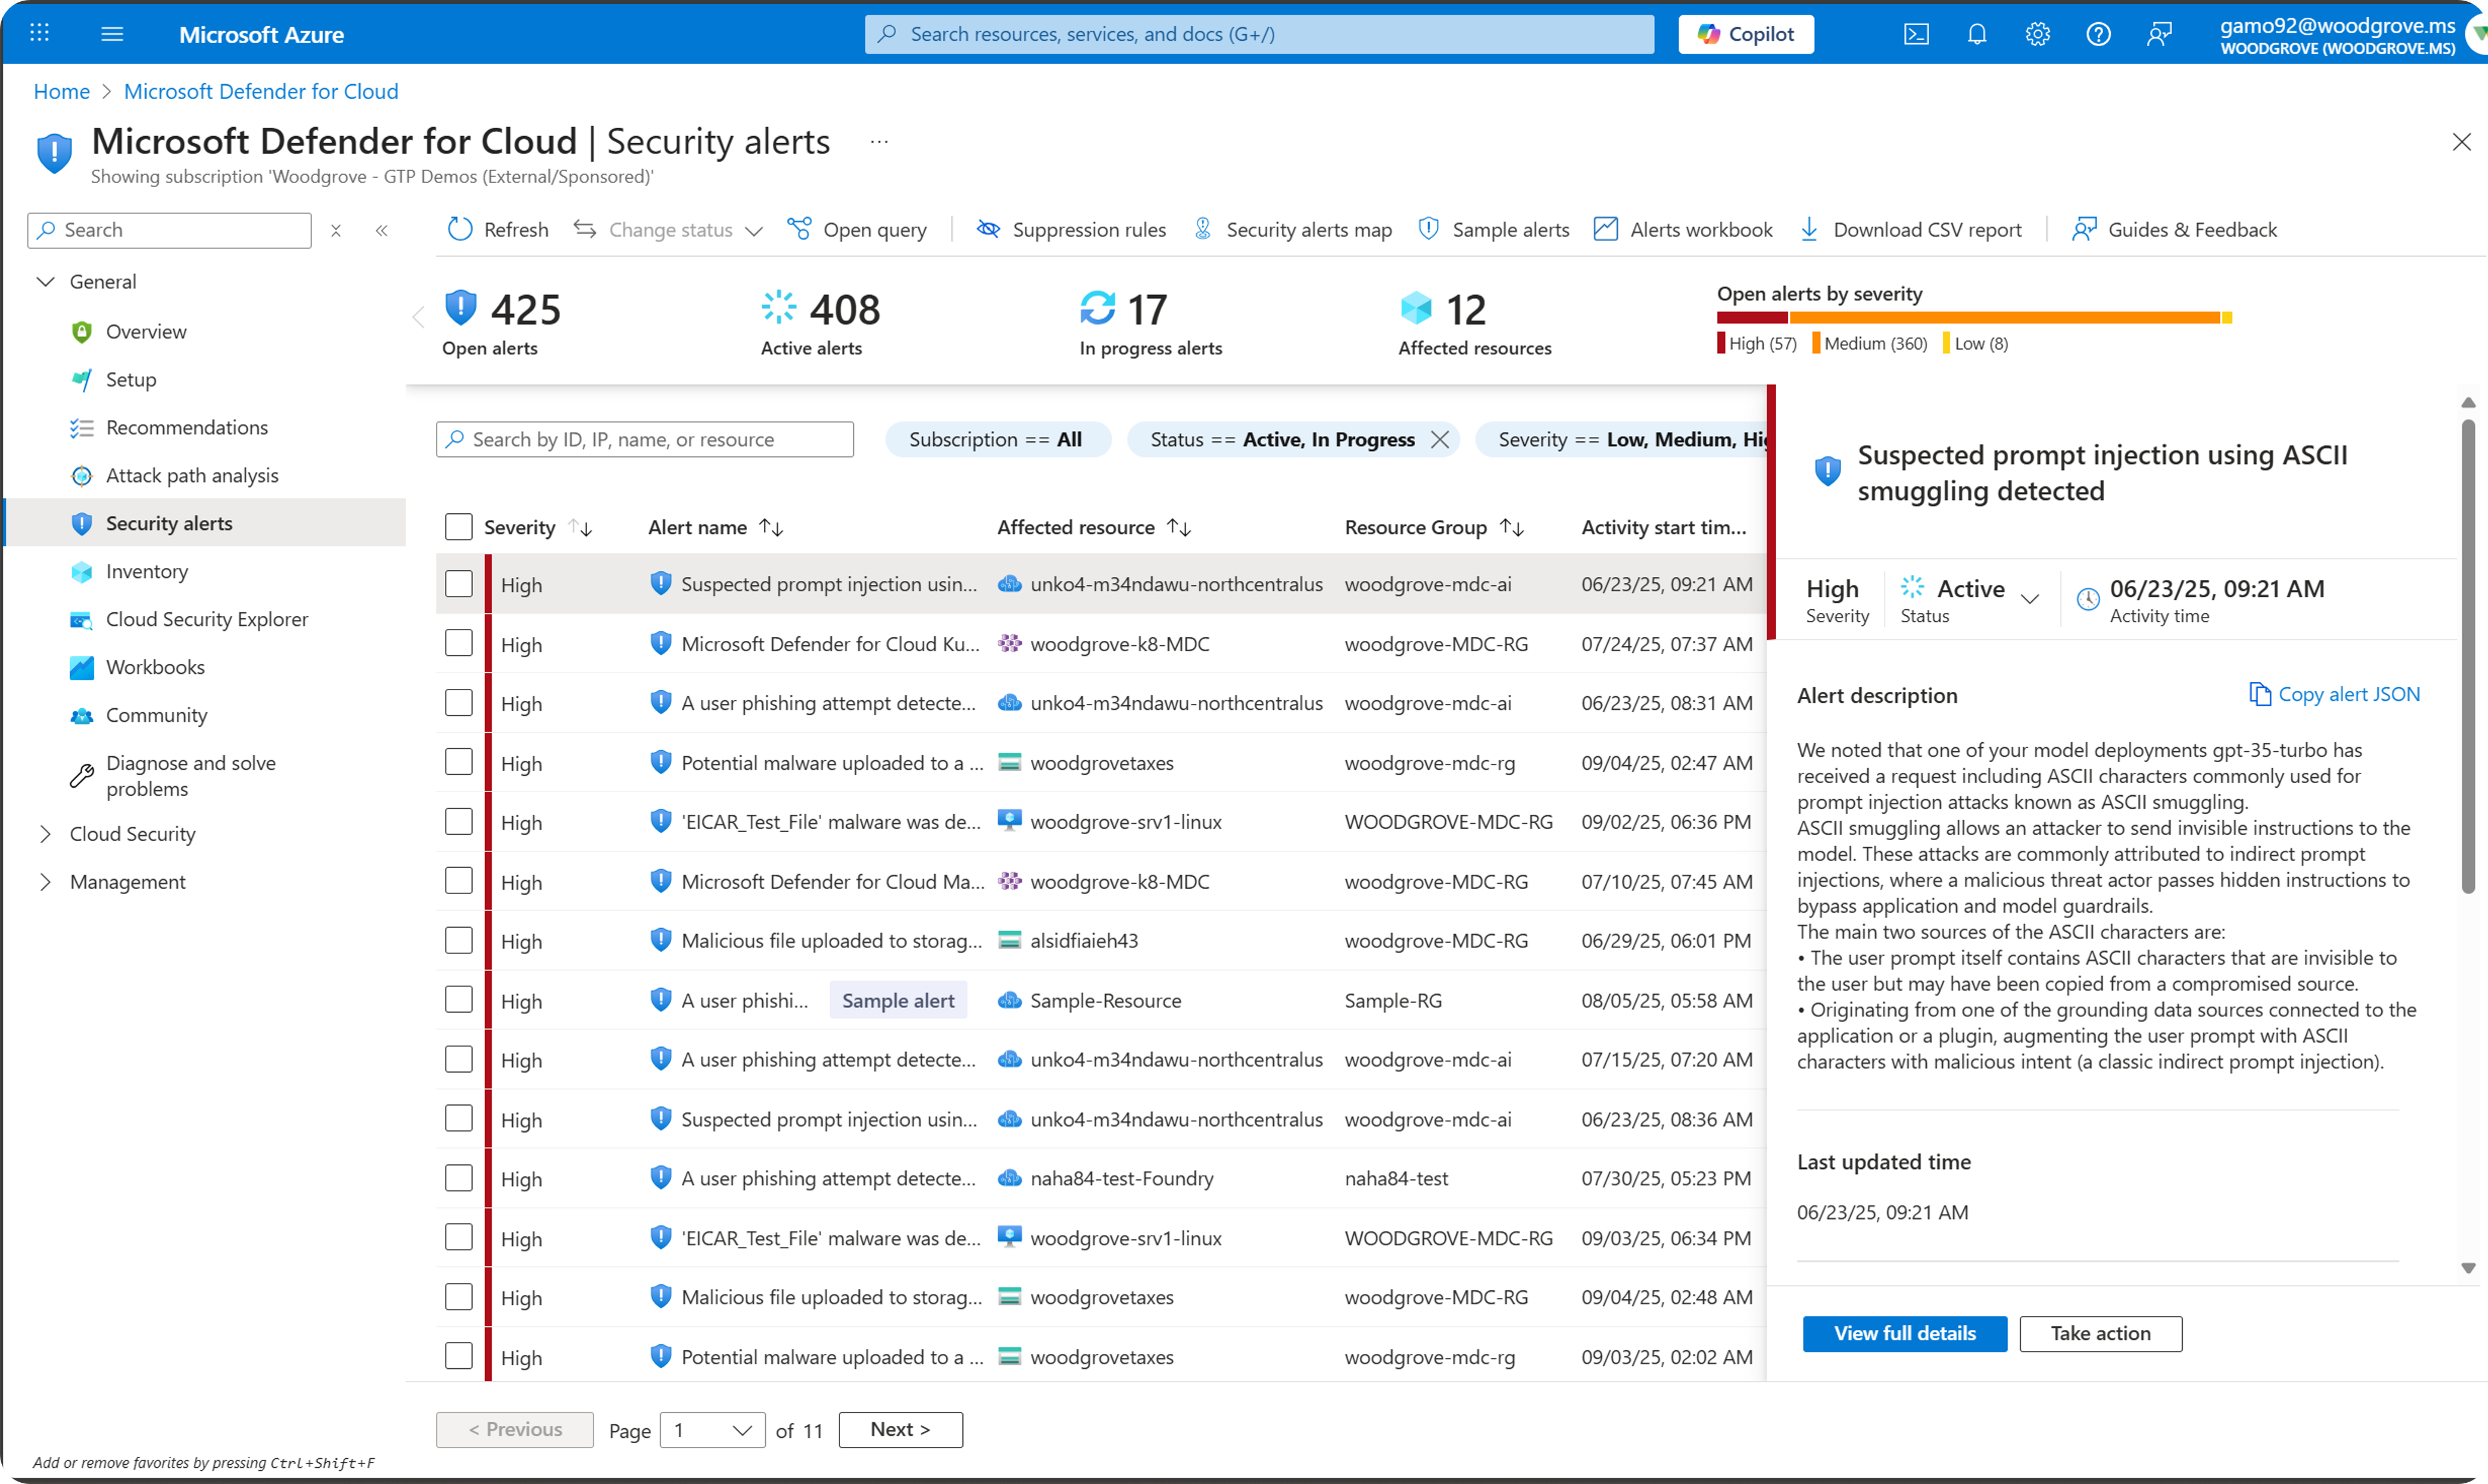 Microsoft Azure
Search resources, services, and docs (G+/)
Copilot
gamo92@woodgrove.ms
WOODGROVE (WOODGROVE.MS)
Home > Microsoft Defender for Cloud
Microsoft Defender for Cloud | Security alerts ...
Showing subscription 'Woodgrove - GTP Demos (External/Sponsored)'
Search
General
Overview
Setup
Recommendations
Attack path analysis
Security alerts
Inventory
Cloud Security Explorer
Workbooks
Community
Diagnose and solve
problems
Cloud Security
Management
Add or remove favorites by pressing Ctrl+Shift+F
Refresh Change status Open query Suppression rules Security alerts map Sample alerts Alerts workbook Download CSV report Guides & Feedback
425
Open alerts
408
Active alerts
17
In progress alerts
12
Affected resources
Open alerts by severity
High (57) Medium (360) Low (8)
Search by ID, IP, name, or resource
Subscription == All
Status == Active, In Progress
Severity == Low, Medium, Hig
Severity Alert name Affected resource Resource Group Activity start tim...
High Suspected prompt injection usin... unko4-m34ndawu-northcentralus woodgrove-mdc-ai 06/23/25, 09:21 AM
High Microsoft Defender for Cloud Ku... woodgrove-k8-MDC woodgrove-MDC-RG 07/24/25, 07:37 AM
High A user phishing attempt detecte... unko4-m34ndawu-northcentralus woodgrove-mdc-ai 06/23/25, 08:31 AM
High Potential malware uploaded to a ... woodgrovetaxes woodgrove-mdc-rg 09/04/25, 02:47 AM
High 'EICAR_Test_File' malware was de... woodgrove-srv1-linux WOODGROVE-MDC-RG 09/02/25, 06:36 PM
High Microsoft Defender for Cloud Ma... woodgrove-k8-MDC woodgrove-MDC-RG 07/10/25, 07:45 AM
High Malicious file uploaded to storag... alsidfiaieh43 woodgrove-MDC-RG 06/29/25, 06:01 PM
High A user phishi... Sample alert Sample-Resource Sample-RG 08/05/25, 05:58 AM
High A user phishing attempt detecte... unko4-m34ndawu-northcentralus woodgrove-mdc-ai 07/15/25, 07:20 AM
High Suspected prompt injection usin... unko4-m34ndawu-northcentralus woodgrove-mdc-ai 06/23/25, 08:36 AM
High A user phishing attempt detecte... naha84-test-Foundry naha84-test 07/30/25, 05:23 PM
High 'EICAR_Test_File' malware was de... woodgrove-srv1-linux WOODGROVE-MDC-RG 09/03/25, 06:34 PM
High Malicious file uploaded to storag... woodgrovetaxes woodgrove-MDC-RG 09/04/25, 02:48 AM
High Potential malware uploaded to a ... woodgrovetaxes woodgrove-mdc-rg 09/03/25, 02:02 AM
< Previous Page 1 of 11 Next >
Suspected prompt injection using ASCII
smuggling detected
High
Severity
Active
Status
06/23/25, 09:21 AM
Activity time
Alert description
Copy alert JSON
We noted that one of your model deployments gpt-35-turbo has
received a request including ASCII characters commonly used for
prompt injection attacks known as ASCII smuggling.
ASCII smuggling allows an attacker to send invisible instructions to the
model. These attacks are commonly attributed to indirect prompt
injections, where a malicious threat actor passes hidden instructions to
bypass application and model guardrails.
The main two sources of the ASCII characters are:
• The user prompt itself contains ASCII characters that are invisible to
the user but may have been copied from a compromised source.
• Originating from one of the grounding data sources connected to the
application or a plugin, augmenting the user prompt with ASCII
characters with malicious intent (a classic indirect prompt injection).
Last updated time
06/23/25, 09:21 AM
View full details
Take action